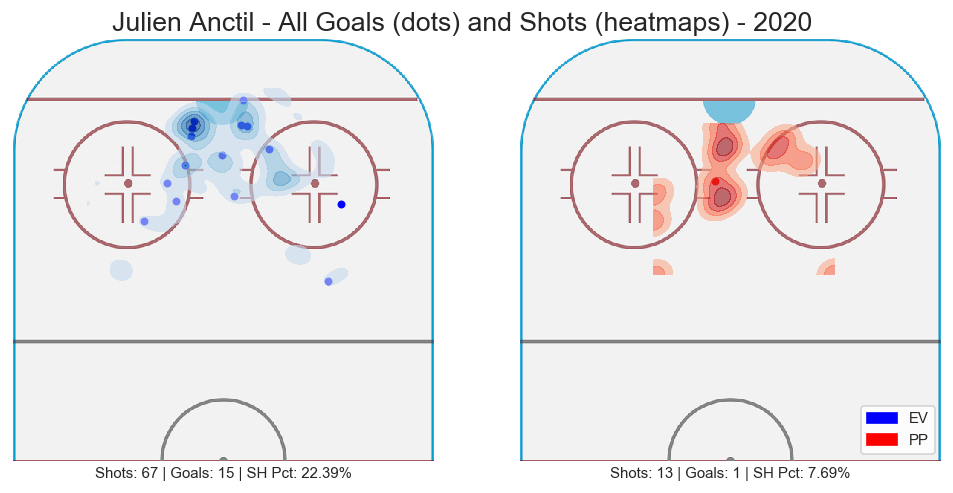 Julien Anctil - All Goals (dots) and Shots (heatmaps) - 2020
EV
PP
Shots: 67 | Goals: 15 | SH Pct: 22.39%
Shots: 13 | Goals: 1 | SH Pct: 7.69%